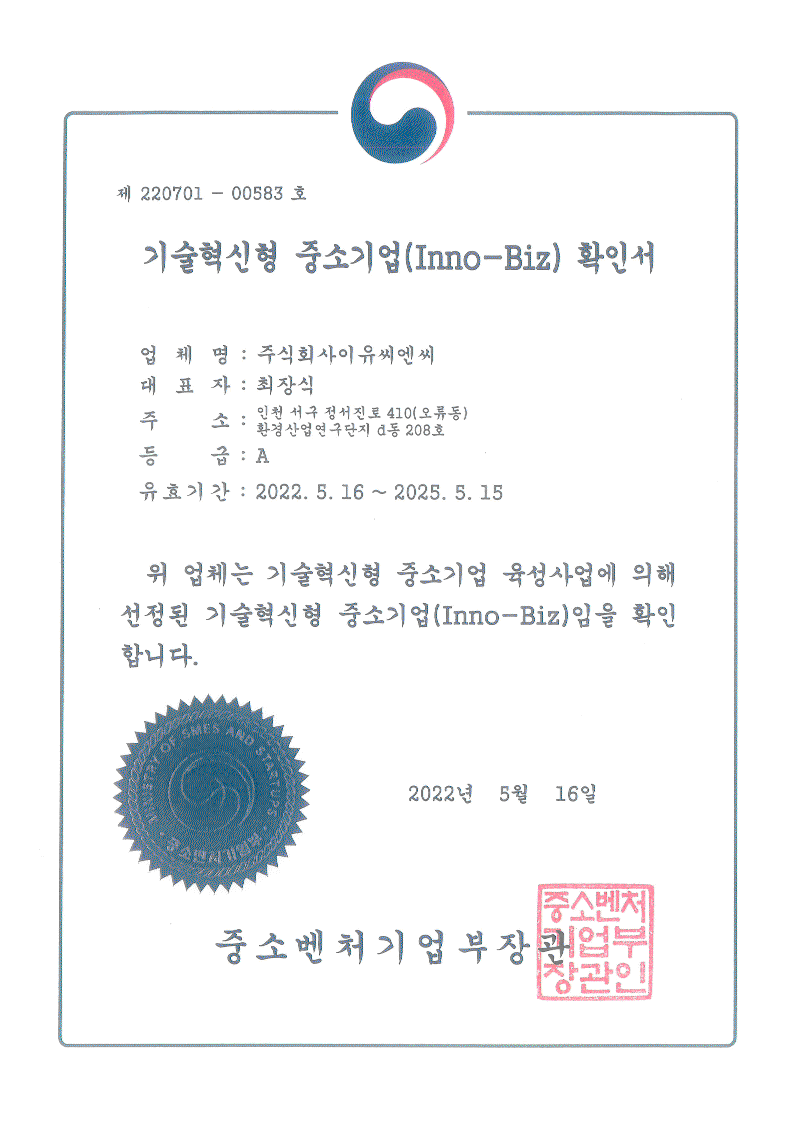 제 220701 - 00583 호
기술혁신형 중소기업(Inno-Biz) 확인서
업 체 명 : 주식회사이유씨엔씨
대 표 자 : 최장식
주 소 : 인천 서구 정서진로 410(오류동)
환경산업연구단지 d동 208호
등 급 : A
유효기간 : 2022. 5. 16 ~ 2025. 5. 15
위 업체는 기술혁신형 중소기업 육성사업에 의해
선정된 기술혁신형 중소기업(Inno-Biz)임을 확인
합니다.
MINISTRY OF SMES AND STARTUPS
중소벤처기업부
2022년 5월 16일
중소벤처기업부장관
중소벤처
기업부
장관인